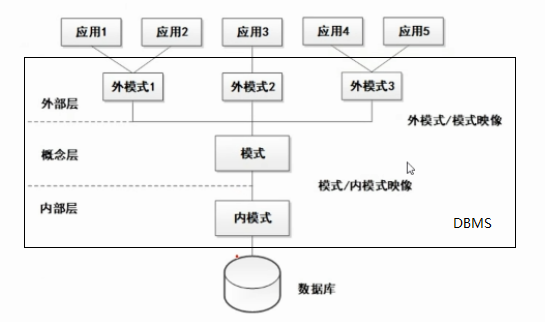 应用1 应用2 应用3 应用4 应用5
外模式1 外模式2 外模式3
外部层
外模式/模式映像
概念层 模式
模式/内模式映像
内部层 内模式
DBMS
数据库